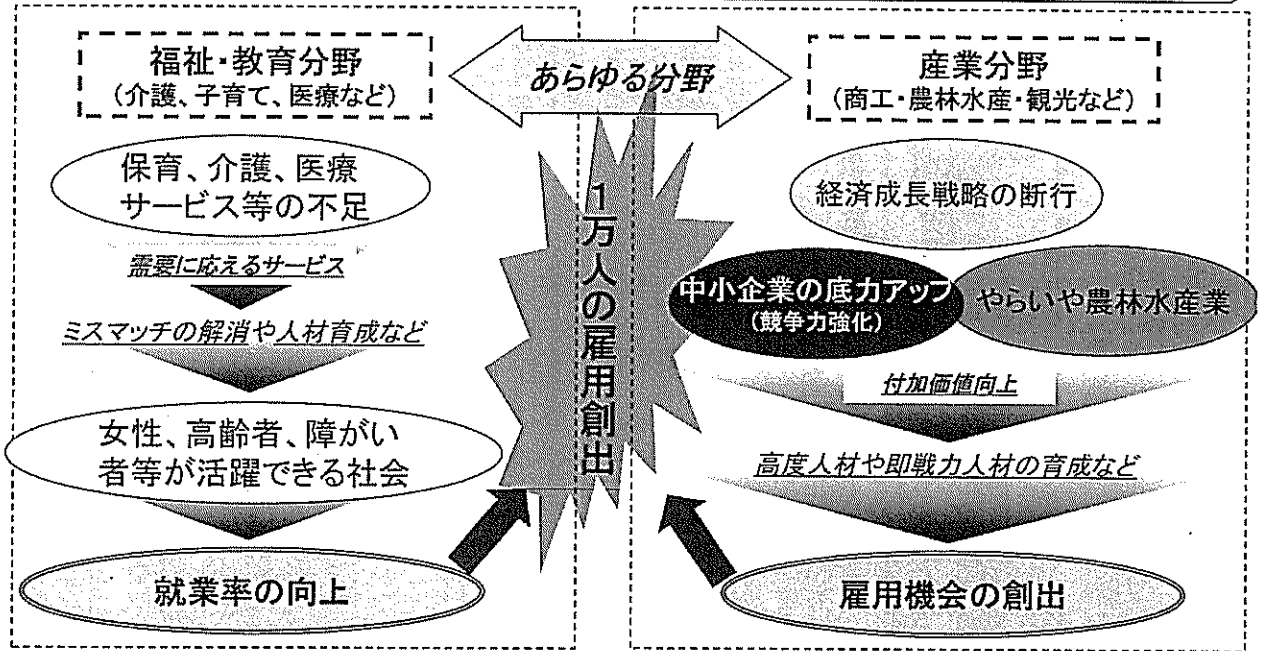 福祉・教育分野
(介護、子育て、医療など)
保育、介護、医療
サービス等の不足
需要に応えるサービス
ミスマッチの解消や人材育成など
女性、高齢者、障がい
者等が活躍できる社会
就業率の向上
あらゆる分野
1万人の雇用創出
産業分野
(商工・農林水産・観光など)
経済成長戦略の断行
中小企業の底力アップ
(競争力強化)
やらいや農林水産業
付加価値向上
高度人材や即戦力人材の育成など
雇用機会の創出